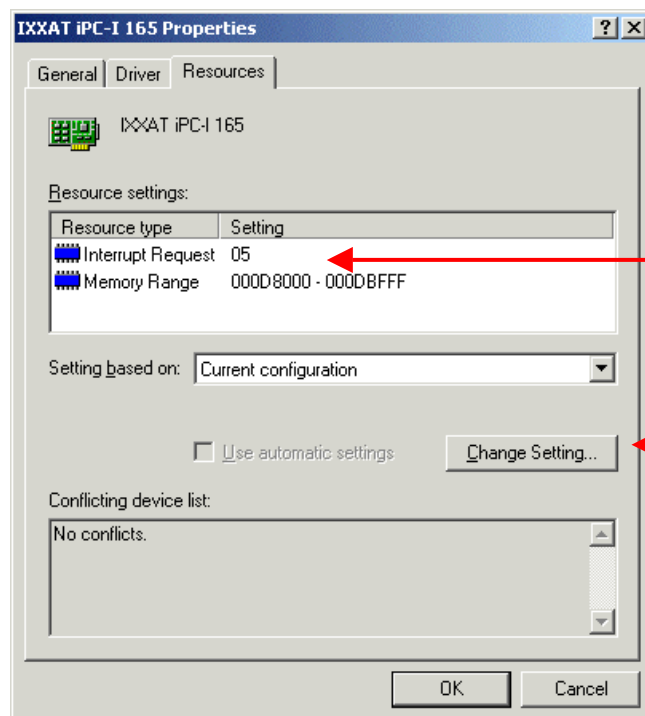 IXXAT iPC-I 165 Properties
General Driver Resources
IXXAT iPC-I 165
Resource settings:
Resource type Setting
Interrupt Request 05
Memory Range 000D8000 - 000DBFFF
Setting based on: Current configuration
Use automatic settings Change Setting...
Conflicting device list:
No conflicts.
OK Cancel